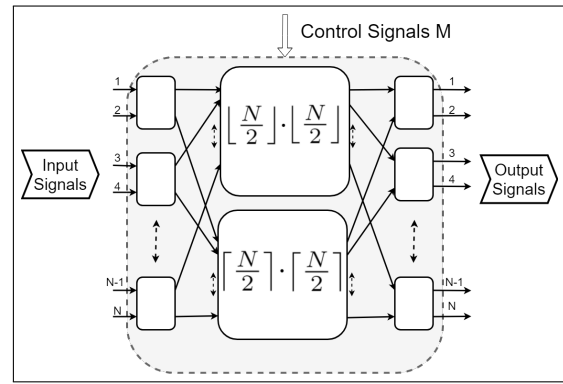 Control Signals M
1
2
3
4
N-1
N
Input
Signals
⌊N/2⌋·⌊N/2⌋
⌈N/2⌉·⌈N/2⌉
1
2
3
4
N-1
N
Output
Signals